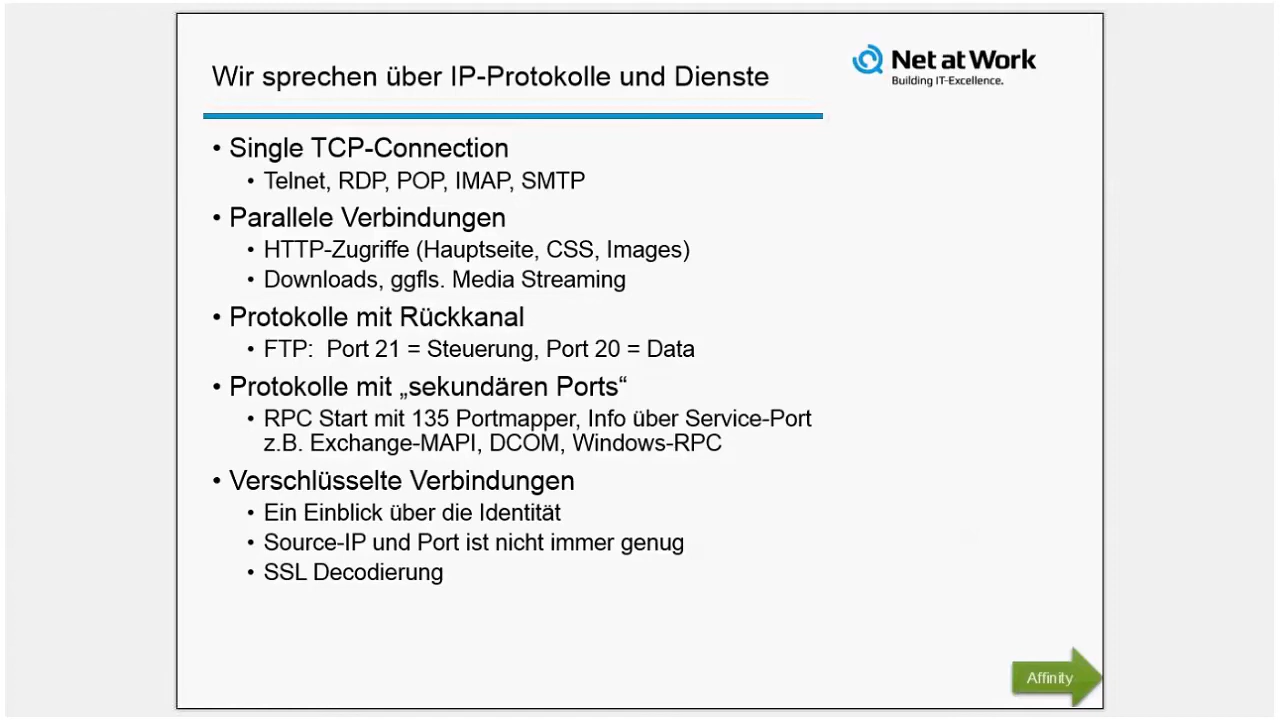 Wir sprechen über IP-Protokolle und Dienste
Net at Work
Building IT-Excellence.
• Single TCP-Connection
• Telnet, RDP, POP, IMAP, SMTP
• Parallele Verbindungen
• HTTP-Zugriffe (Hauptseite, CSS, Images)
• Downloads, ggfls. Media Streaming
• Protokolle mit Rückkanal
• FTP:  Port 21 = Steuerung, Port 20 = Data
• Protokolle mit „sekundären Ports“
• RPC Start mit 135 Portmapper, Info über Service-Port
z.B. Exchange-MAPI, DCOM, Windows-RPC
• Verschlüsselte Verbindungen
• Ein Einblick über die Identität
• Source-IP und Port ist nicht immer genug
• SSL Decodierung
Affinity